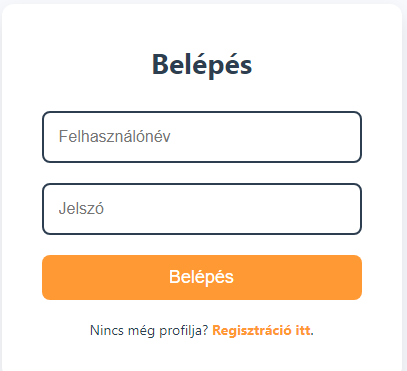 Belépés
Felhasználónév
Jelszó
Belépés
Nincs még profilja? Regisztráció itt.